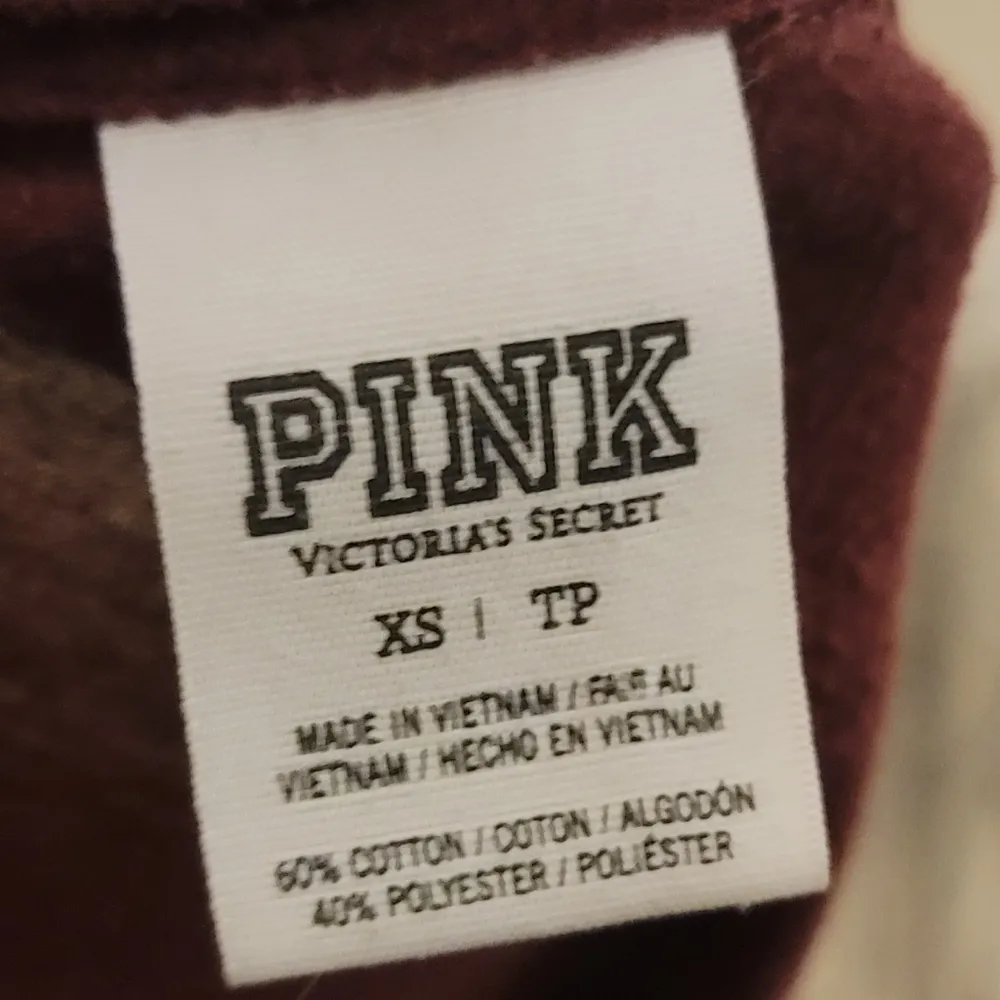 PINK
VICTORIA'S SECRET
XS | TP
MADE IN VIETNAM / FAIT AU
VIETNAM / HECHO EN VIETNAM
60% COTTON / COTON / ALGODÓN
40% POLYESTER / POLIÉSTER